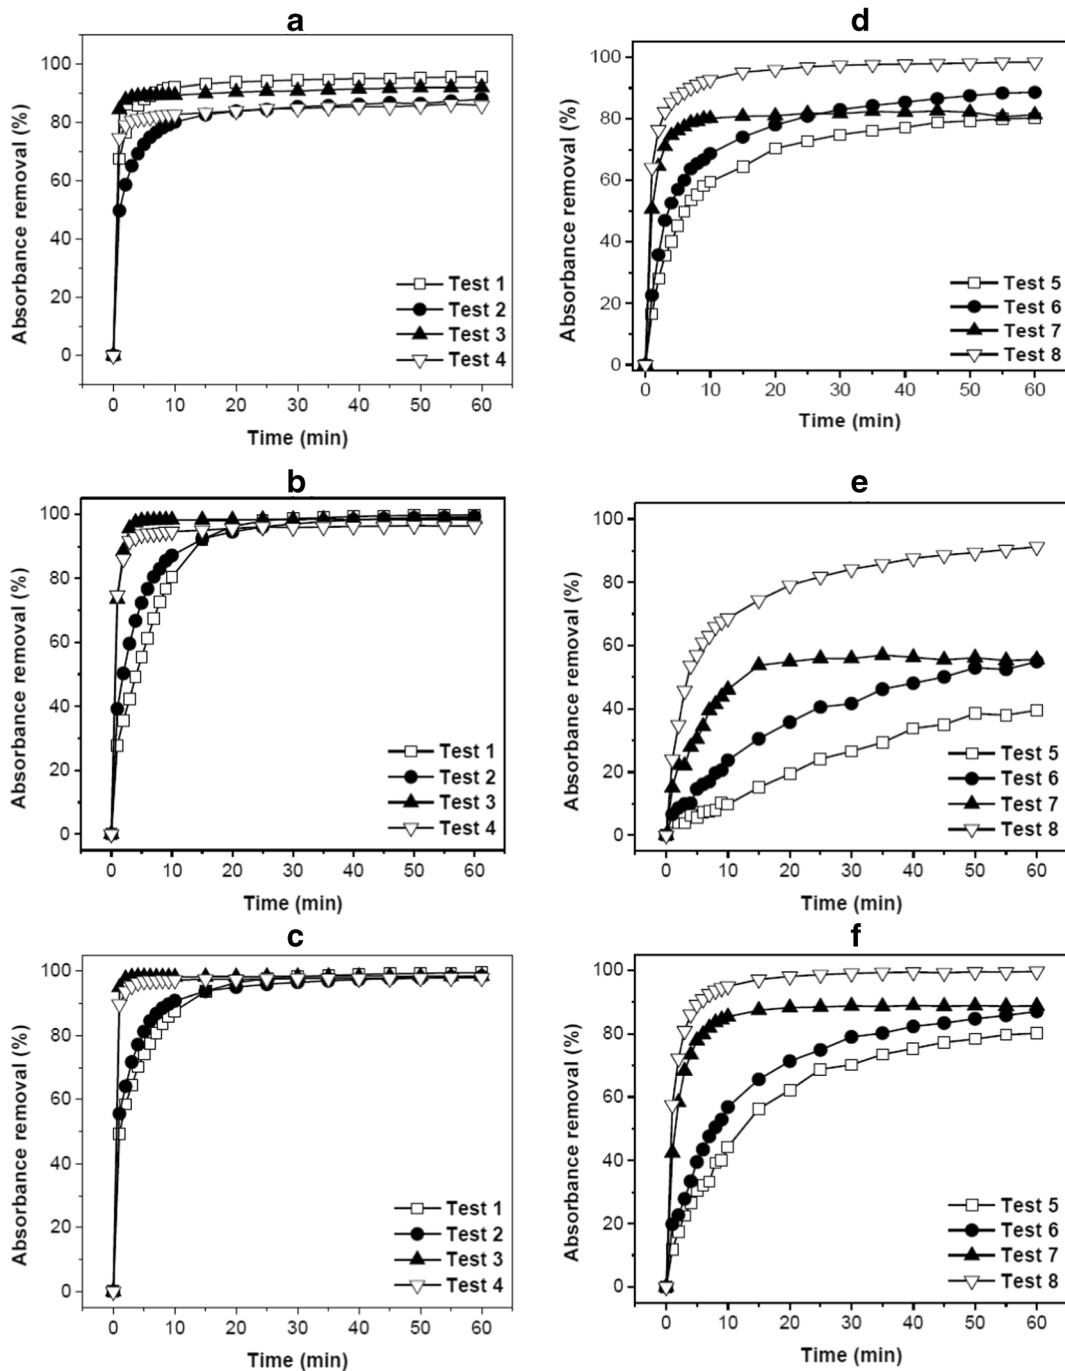 a
Absorbance removal (%)
100
80
60
40
20
0
Test 1
Test 2
Test 3
Test 4
0 10 20 30 40 50 60
Time (min)
d
Absorbance removal (%)
100
80
60
40
20
0
Test 5
Test 6
Test 7
Test 8
0 10 20 30 40 50 60
Time (min)
b
Absorbance removal (%)
100
80
60
40
20
0
Test 1
Test 2
Test 3
Test 4
0 10 20 30 40 50 60
Time (min)
e
Absorbance removal (%)
100
80
60
40
20
0
Test 5
Test 6
Test 7
Test 8
0 10 20 30 40 50 60
Time (min)
c
Absorbance removal (%)
100
80
60
40
20
0
Test 1
Test 2
Test 3
Test 4
0 10 20 30 40 50 60
Time (min)
f
Absorbance removal (%)
100
80
60
40
20
0
Test 5
Test 6
Test 7
Test 8
0 10 20 30 40 50 60
Time (min)